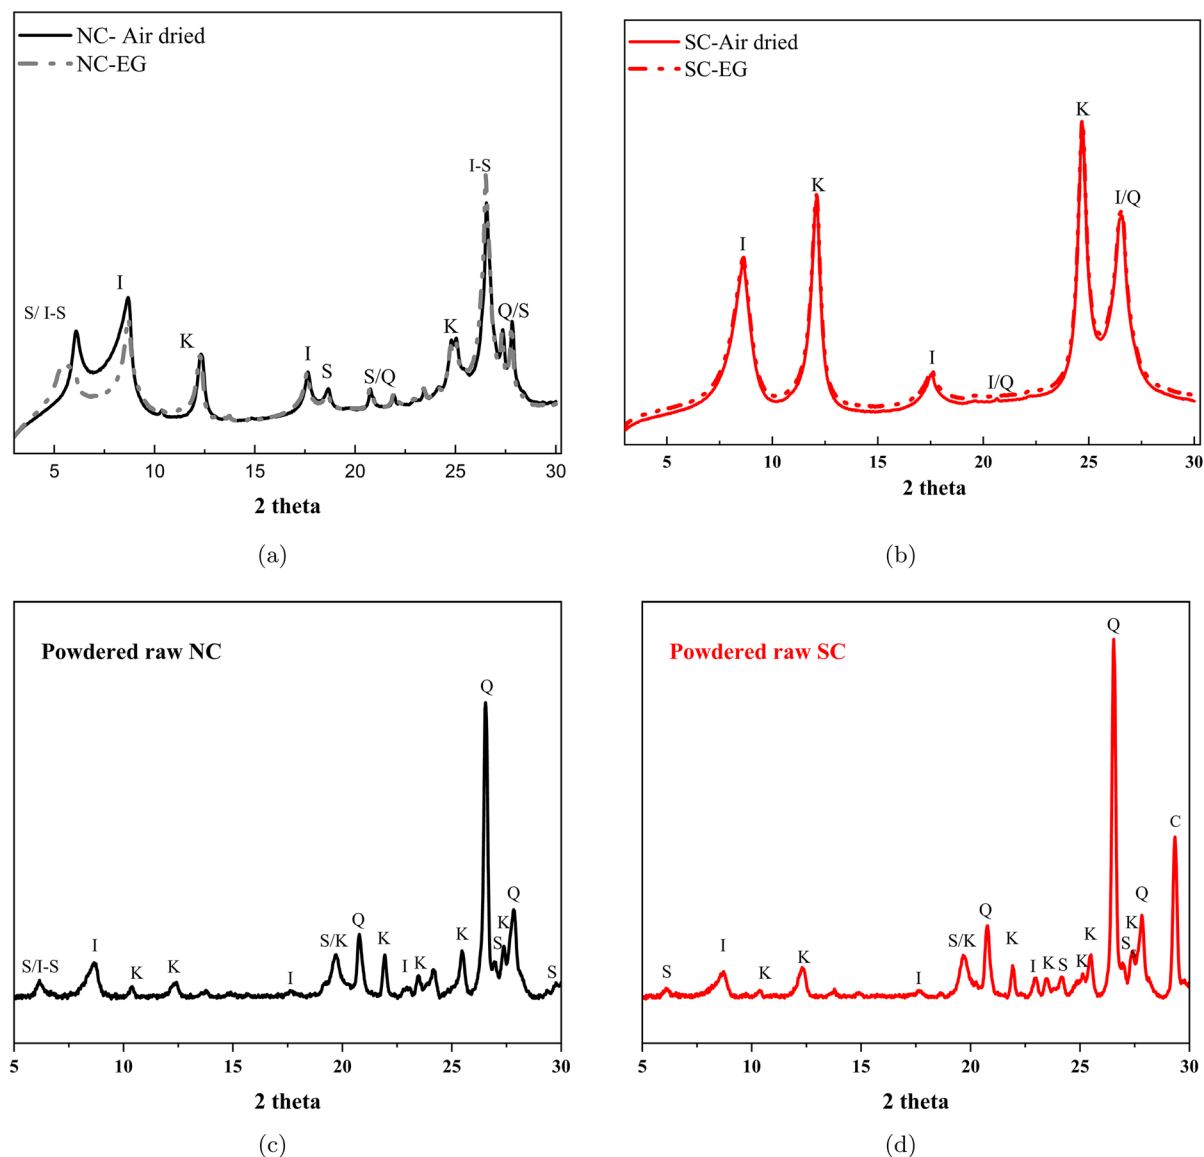 NC- Air dried
NC-EG
S/ I-S
I
K
I
S
S/Q
K
I-S
Q/S
5 10 15 20 25 30
2 theta
(a)
SC-Air dried
SC-EG
I
K
I
I/Q
K
I/Q
5 10 15 20 25 30
2 theta
(b)
Powdered raw NC
S/I-S
I
K
K
I
S/K
Q
K
I
K
K
Q
S
K
Q
S
5 10 15 20 25 30
2 theta
(c)
Powdered raw SC
S
I
K
K
I
S/K
Q
K
I
K
S
K
K
Q
S
K
Q
C
5 10 15 20 25 30
2 theta
(d)